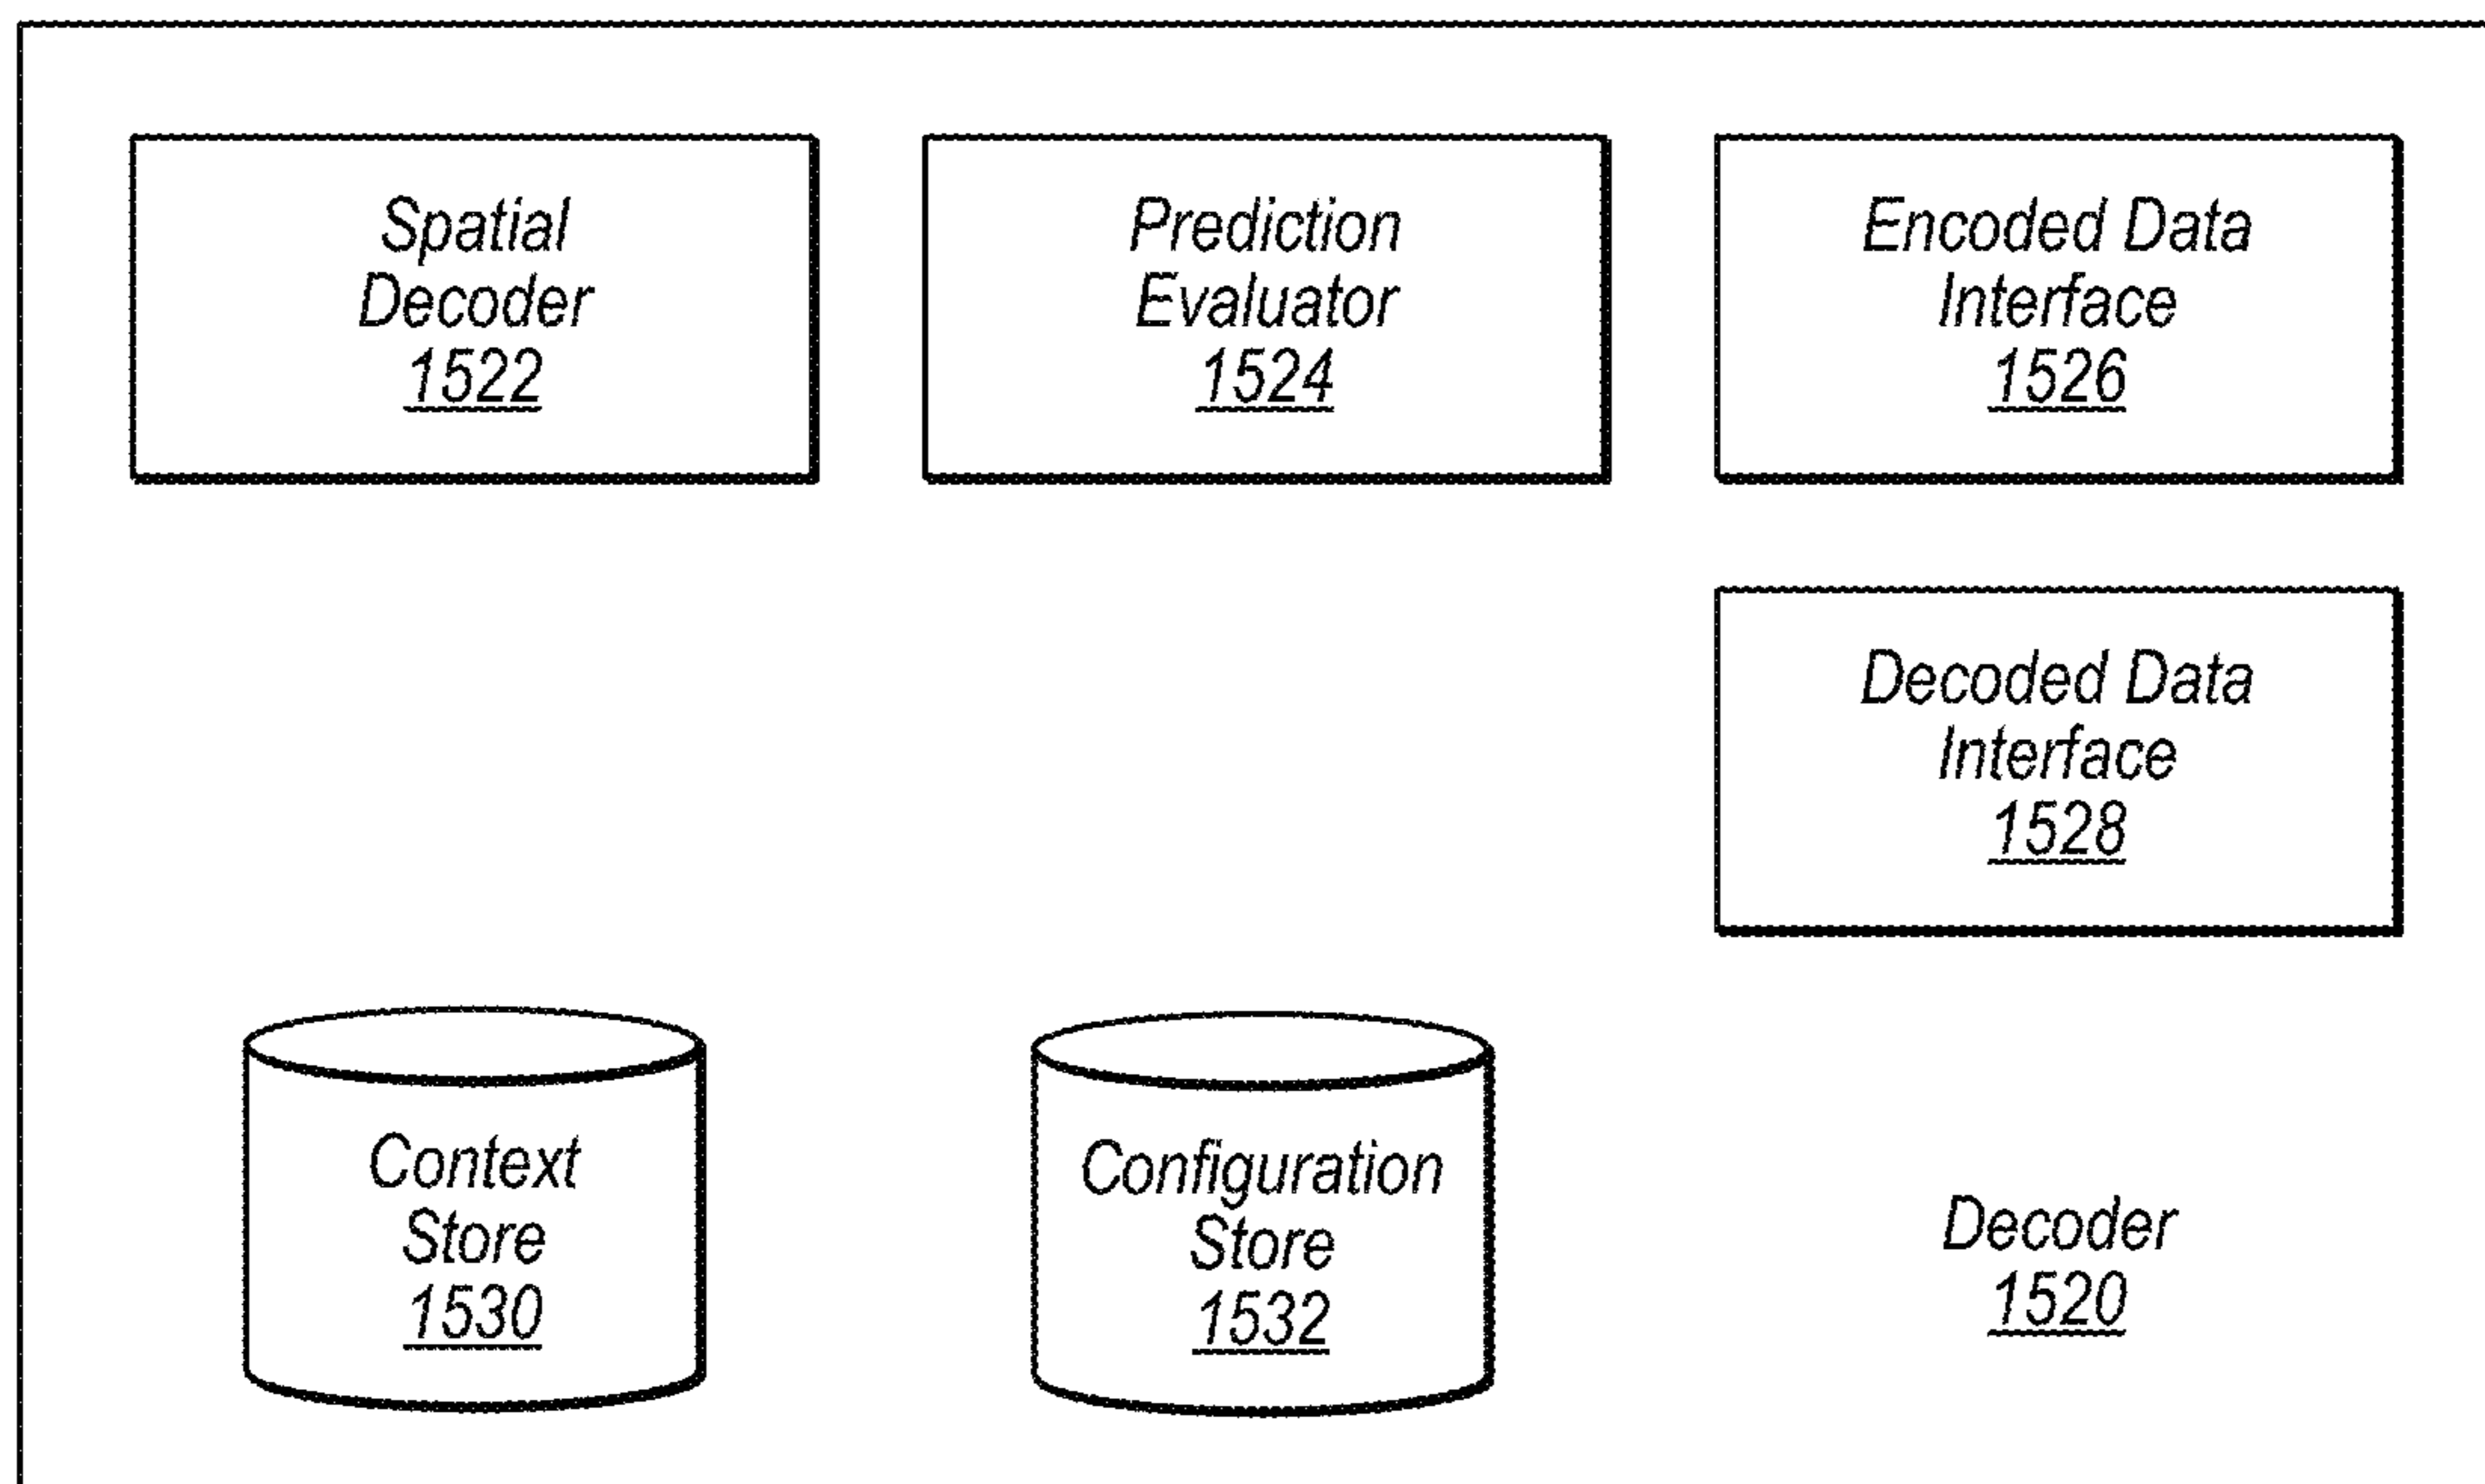 Spatial
Decoder
1522
Prediction
Evaluator
1524
Encoded Data
Interface
1526
Decoded Data
Interface
1528
Context
Store
1530
Configuration
Store
1532
Decoder
1520